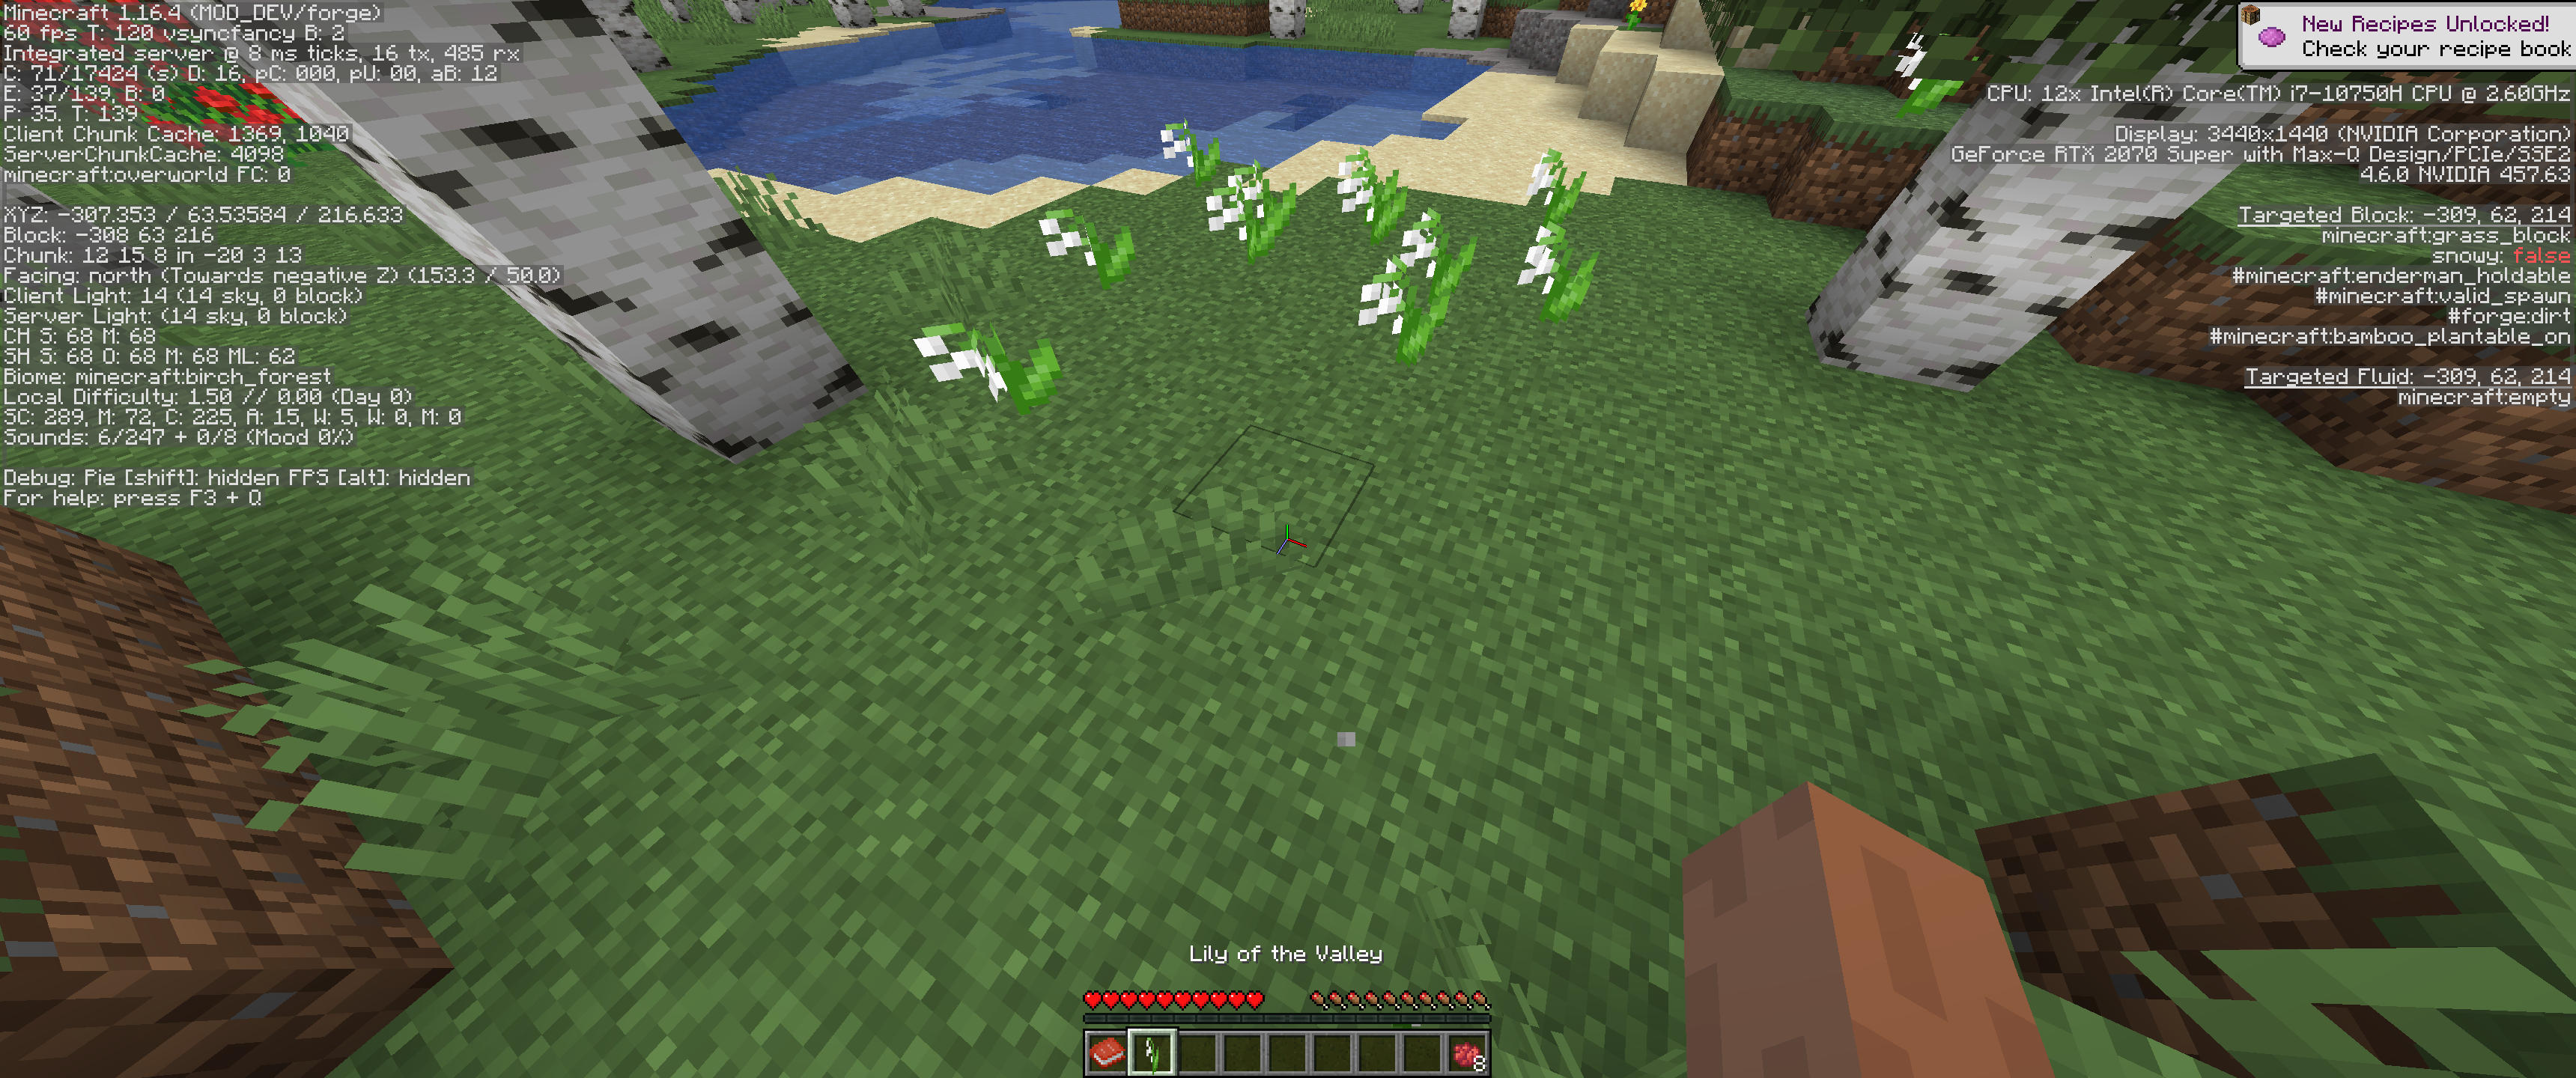 Minecraft 1.16.4 (MOD_DEV/forge)
60 fps T: 120 vsyncfancy B: 2
Integrated server @ 8 ms ticks, 16 tx, 485 rx
C: 71/17424 (s) D: 16, pC: 000, pU: 00, aB: 12
E: 37/139, B: 0
P: 35. T: 139
Client Chunk Cache: 1369, 1040
ServerChunkCache: 4098
minecraft:overworld FC: 0
XYZ: -307.353 / 63.53584 / 216.633
Block: -308 63 216
Chunk: 12 15 8 in -20 3 13
Facing: north (Towards negative Z) (153.3 / 50.0)
Client Light: 14 (14 sky, 0 block)
Server Light: (14 sky, 0 block)
CH S: 68 M: 68
SH S: 68 O: 68 M: 68 ML: 62
Biome: minecraft:birch_forest
Local Difficulty: 1.50 // 0.00 (Day 0)
SC: 289, M: 72, C: 225, A: 15, W: 5, W: 0, M: 0
Sounds: 6/247 + 0/8 (Mood 0%)
Debug: Pie [shift]: hidden FPS [alt]: hidden
For help: press F3 + Q
New Recipes Unlocked!
Check your recipe book
CPU: 12x Intel(R) Core(TM) i7-10750H CPU @ 2.60GHz
Display: 3440x1440 (NVIDIA Corporation)
GeForce RTX 2070 Super with Max-Q Design/PCIe/SSE2
4.6.0 NVIDIA 457.63
Targeted Block: -309, 62, 214
minecraft:grass_block
snowy: false
#minecraft:enderman_holdable
#minecraft:valid_spawn
#forge:dirt
#minecraft:bamboo_plantable_on
Targeted Fluid: -309, 62, 214
minecraft:empty
Lily of the Valley
8